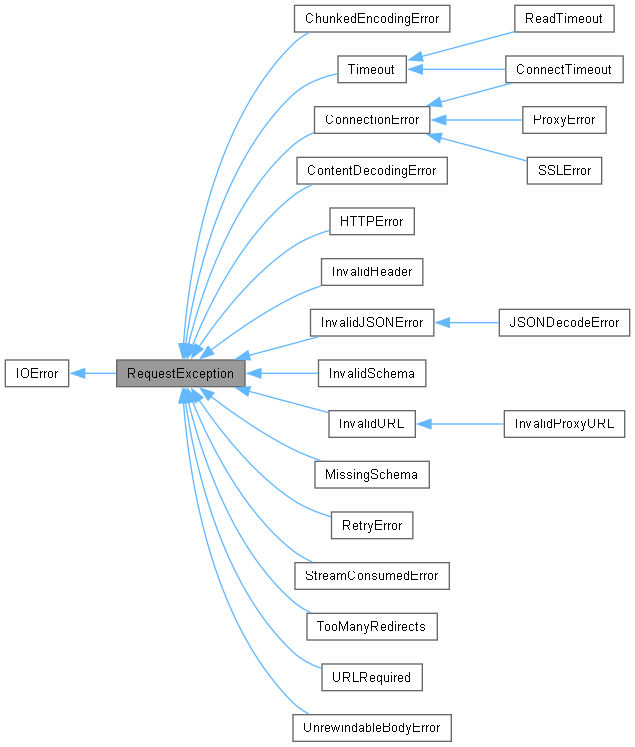 ChunkedEncodingError
ReadTimeout
Timeout
ConnectTimeout
ConnectionError
ProxyError
SSLError
ContentDecodingError
HTTPError
InvalidHeader
InvalidJSONError
JSONDecodeError
IOError
RequestException
InvalidSchema
InvalidURL
InvalidProxyURL
MissingSchema
RetryError
StreamConsumedError
TooManyRedirects
URLRequired
UnrewindableBodyError